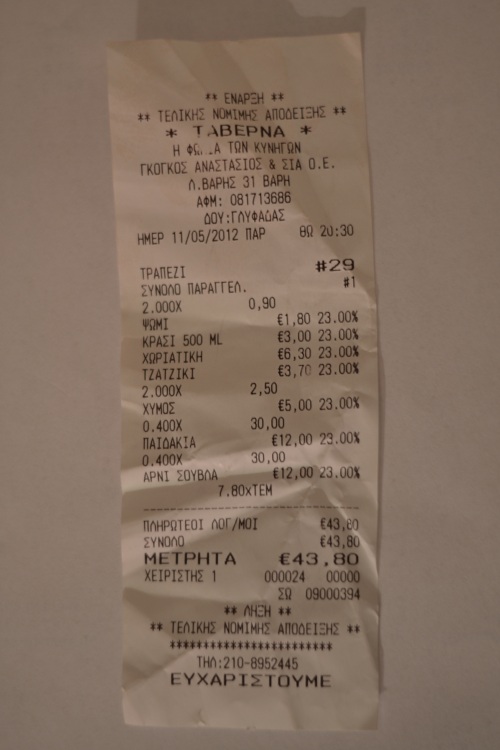 ** ΕΝΑΡΞΗ **
** ΤΕΛΙΚΗΣ ΝΟΜΙΜΗΣ ΑΠΟΔΕΙΞΗΣ **
* ΤΑΒΕΡΝΑ *
Η ΤΩΝ ΚΥΝΗΓΩΝ
ΓΚΟΓΚΟΣ ΑΝΑΣΤΑΣΙΟΣ & ΣΙΑ Ο.Ε.
Λ.ΒΑΡΗΣ 31 ΒΑΡΗ
ΑΦΜ: 081713686
ΔΟΥ:ΓΛΥΦΑΔΑΣ
ΗΜΕΡ 11/05/2012 ΠΑΡ ΘΩ 20:30
ΤΡΑΠΕΖΙ #29
ΣΥΝΟΛΟ ΠΑΡΑΓΓΕΛ. #1
2.000X 0,90
ΨΩΜΙ €1,80 23.00%
ΚΡΑΣΙ 500 ML €3,00 23.00%
ΧΩΡΙΑΤΙΚΗ €6,30 23.00%
ΤΖΑΤΖΙΚΙ €3,70 23.00%
2.000X 2,50
ΧΥΜΟΣ €5,00 23.00%
0.400X 30,00
ΠΑΙΔΑΚΙΑ €12,00 23.00%
0.400X 30,00
ΑΡΝΙ ΣΟΥΒΛΑ €12,00 23.00%
7.80xΤΕΜ
--------------------------------
ΠΛΗΡΩΤΕΟΙ ΛΟΓ/ΜΟΙ €43,80
ΣΥΝΟΛΟ €43,80
ΜΕΤΡΗΤΑ €43,80
ΧΕΙΡΙΣΤΗΣ 1 000024 00000
ΣΩ 09000394
** ΛΗΞΗ **
** ΤΕΛΙΚΗΣ ΝΟΜΙΜΗΣ ΑΠΟΔΕΙΞΗΣ **
************************
ΤΗΛ:210-8952445
ΕΥΧΑΡΙΣΤΟΥΜΕ